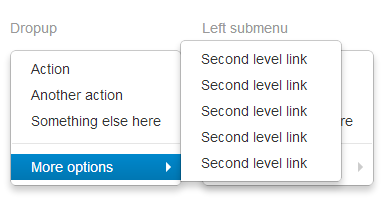 Dropup
Left submenu
Action
Another action
Something else here
More options
Second level link
Second level link
Second level link
Second level link
Second level link
re